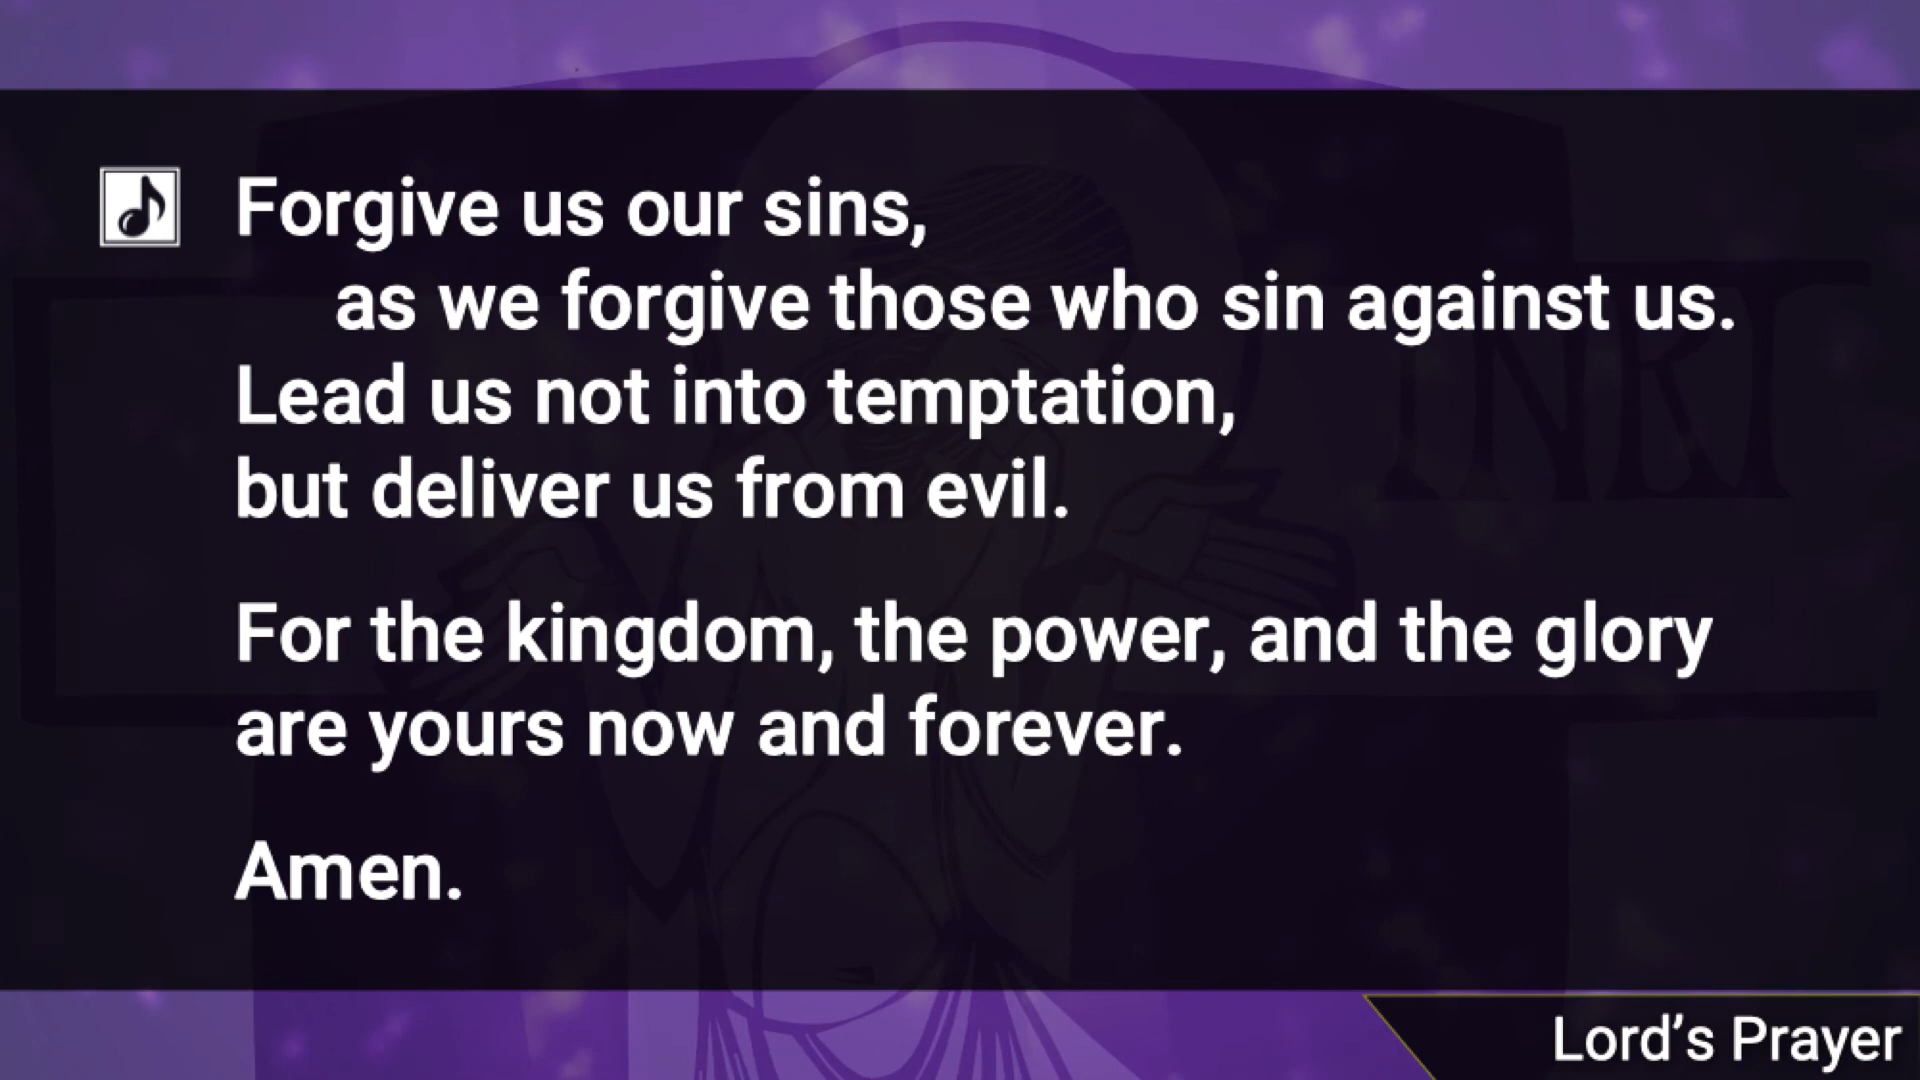 Forgive us our sins,
as we forgive those who sin against us.
Lead us not into temptation,
but deliver us from evil.
For the kingdom, the power, and the glory
are yours now and forever.
Amen.
INRI
Lord’s Prayer